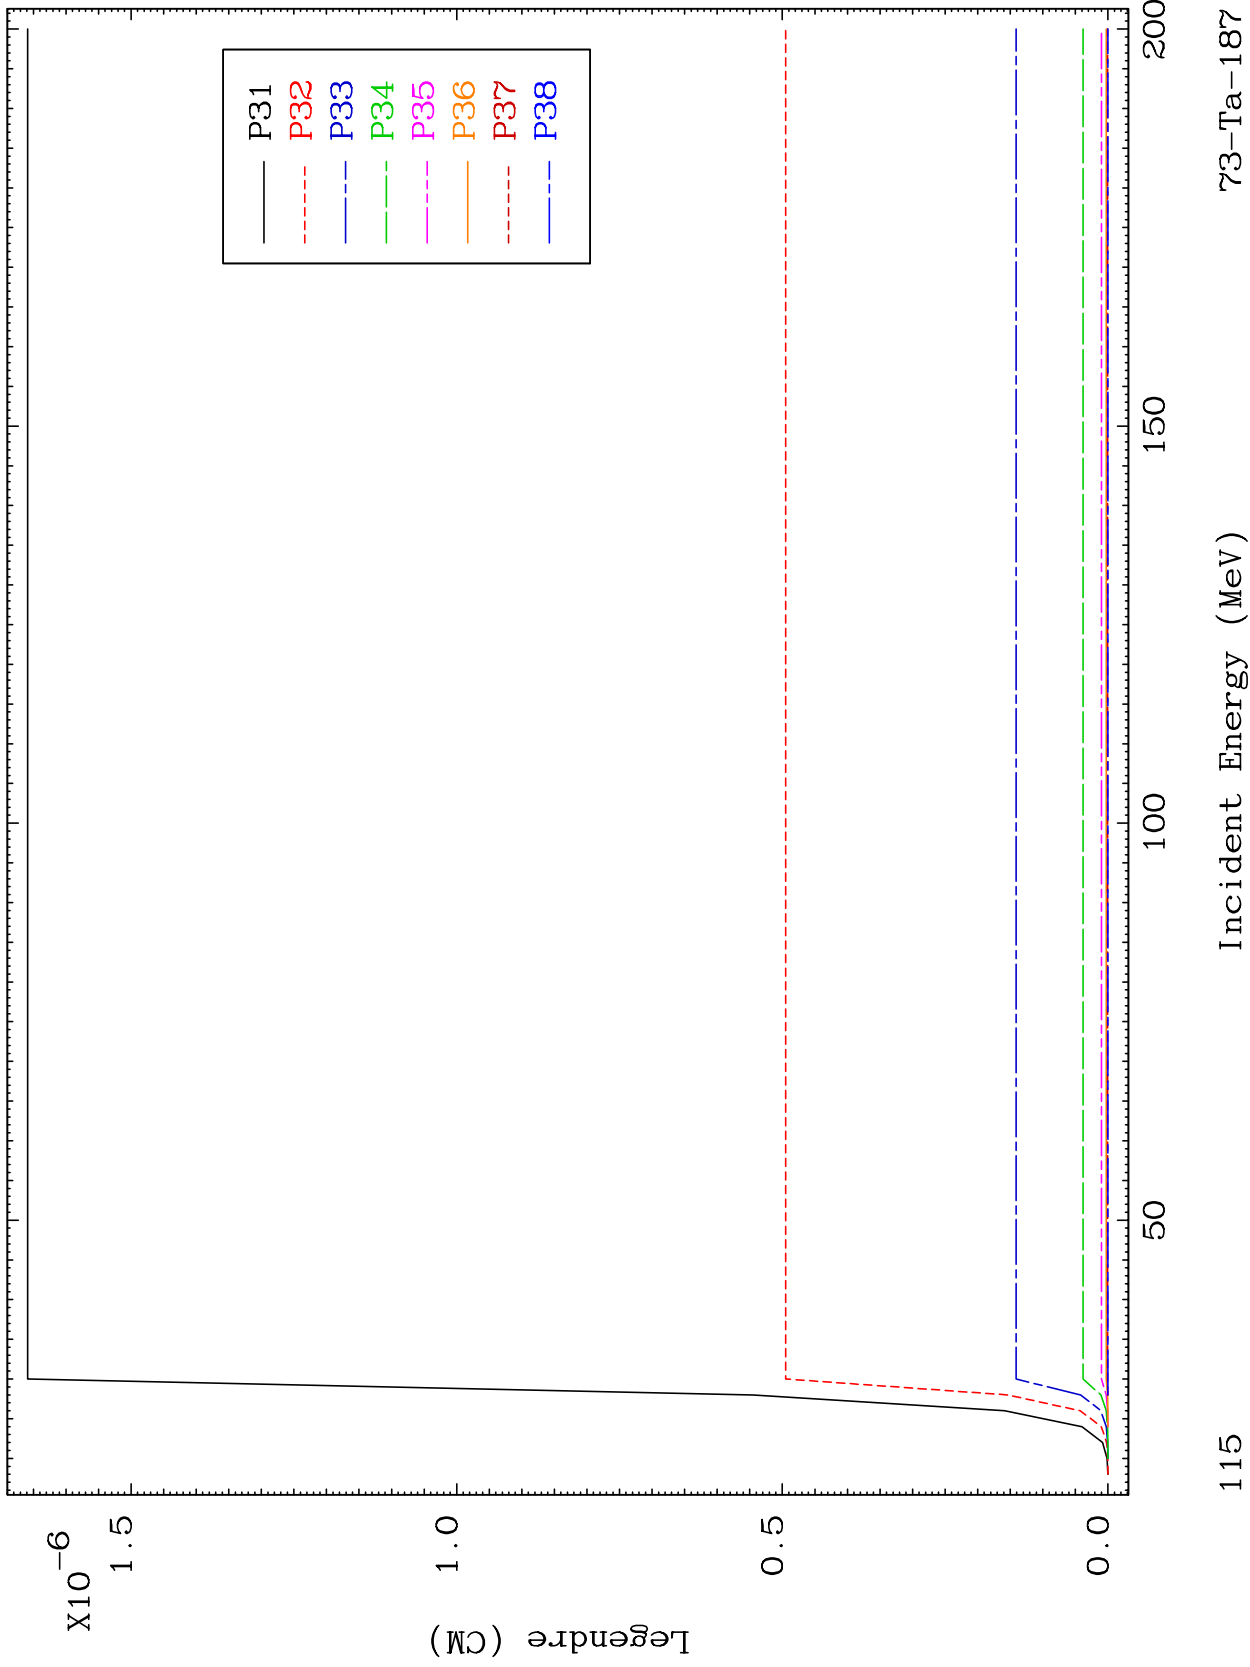 X10-6
1.5
1.0
0.5
0.0
Legendre (CM)
P31
P32
P33
P34
P35
P36
P37
P38
50
100
150
200
Incident Energy (MeV)
115
73-Ta-187